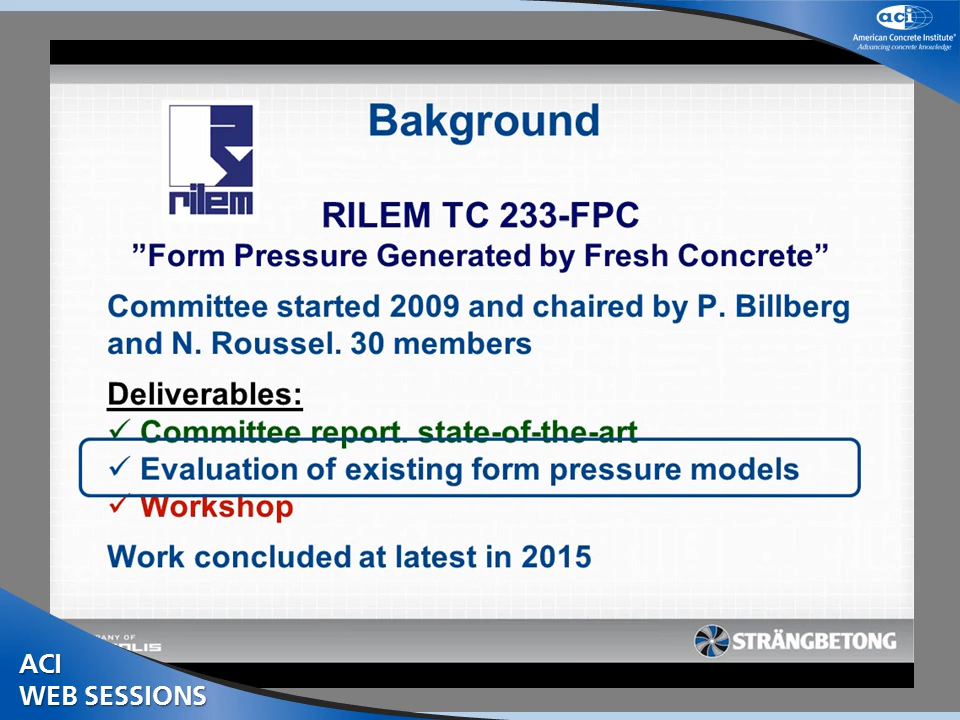 aci
American Concrete Institute®
Advancing concrete knowledge
Bakground
rilem
RILEM TC 233-FPC
”Form Pressure Generated by Fresh Concrete”
Committee started 2009 and chaired by P. Billberg
and N. Roussel. 30 members
Deliverables:
✓ Committee report, state-of-the-art
✓ Evaluation of existing form pressure models
✓ Workshop
Work concluded at latest in 2015
OF
STRÄNGBETONG
ACI
WEB SESSIONS